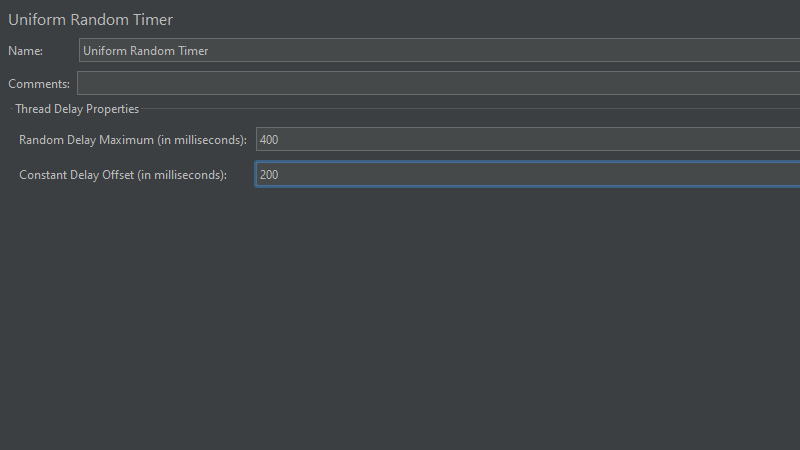 Uniform Random Timer
Name: Uniform Random Timer
Comments:
Thread Delay Properties
Random Delay Maximum (in milliseconds): 400
Constant Delay Offset (in milliseconds): 200